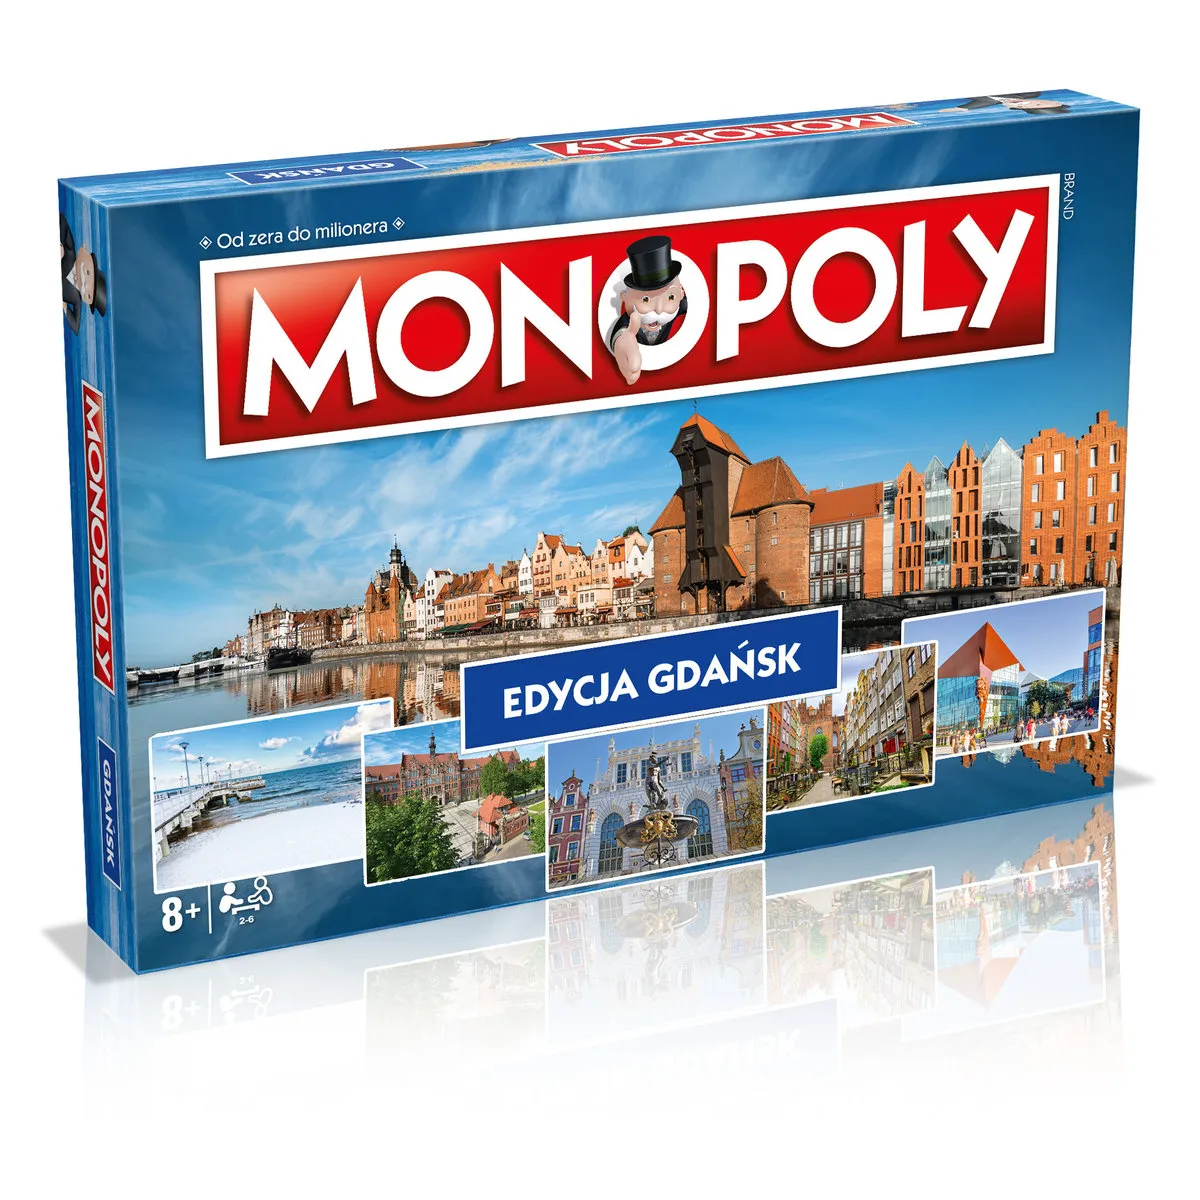 GDAŃSK
MONOPOLY
Od zera do milionera
MONOPOLY
BRAND
EDYCJA GDAŃSK
MONOPOLY
GDAŃSK
8+
2-6